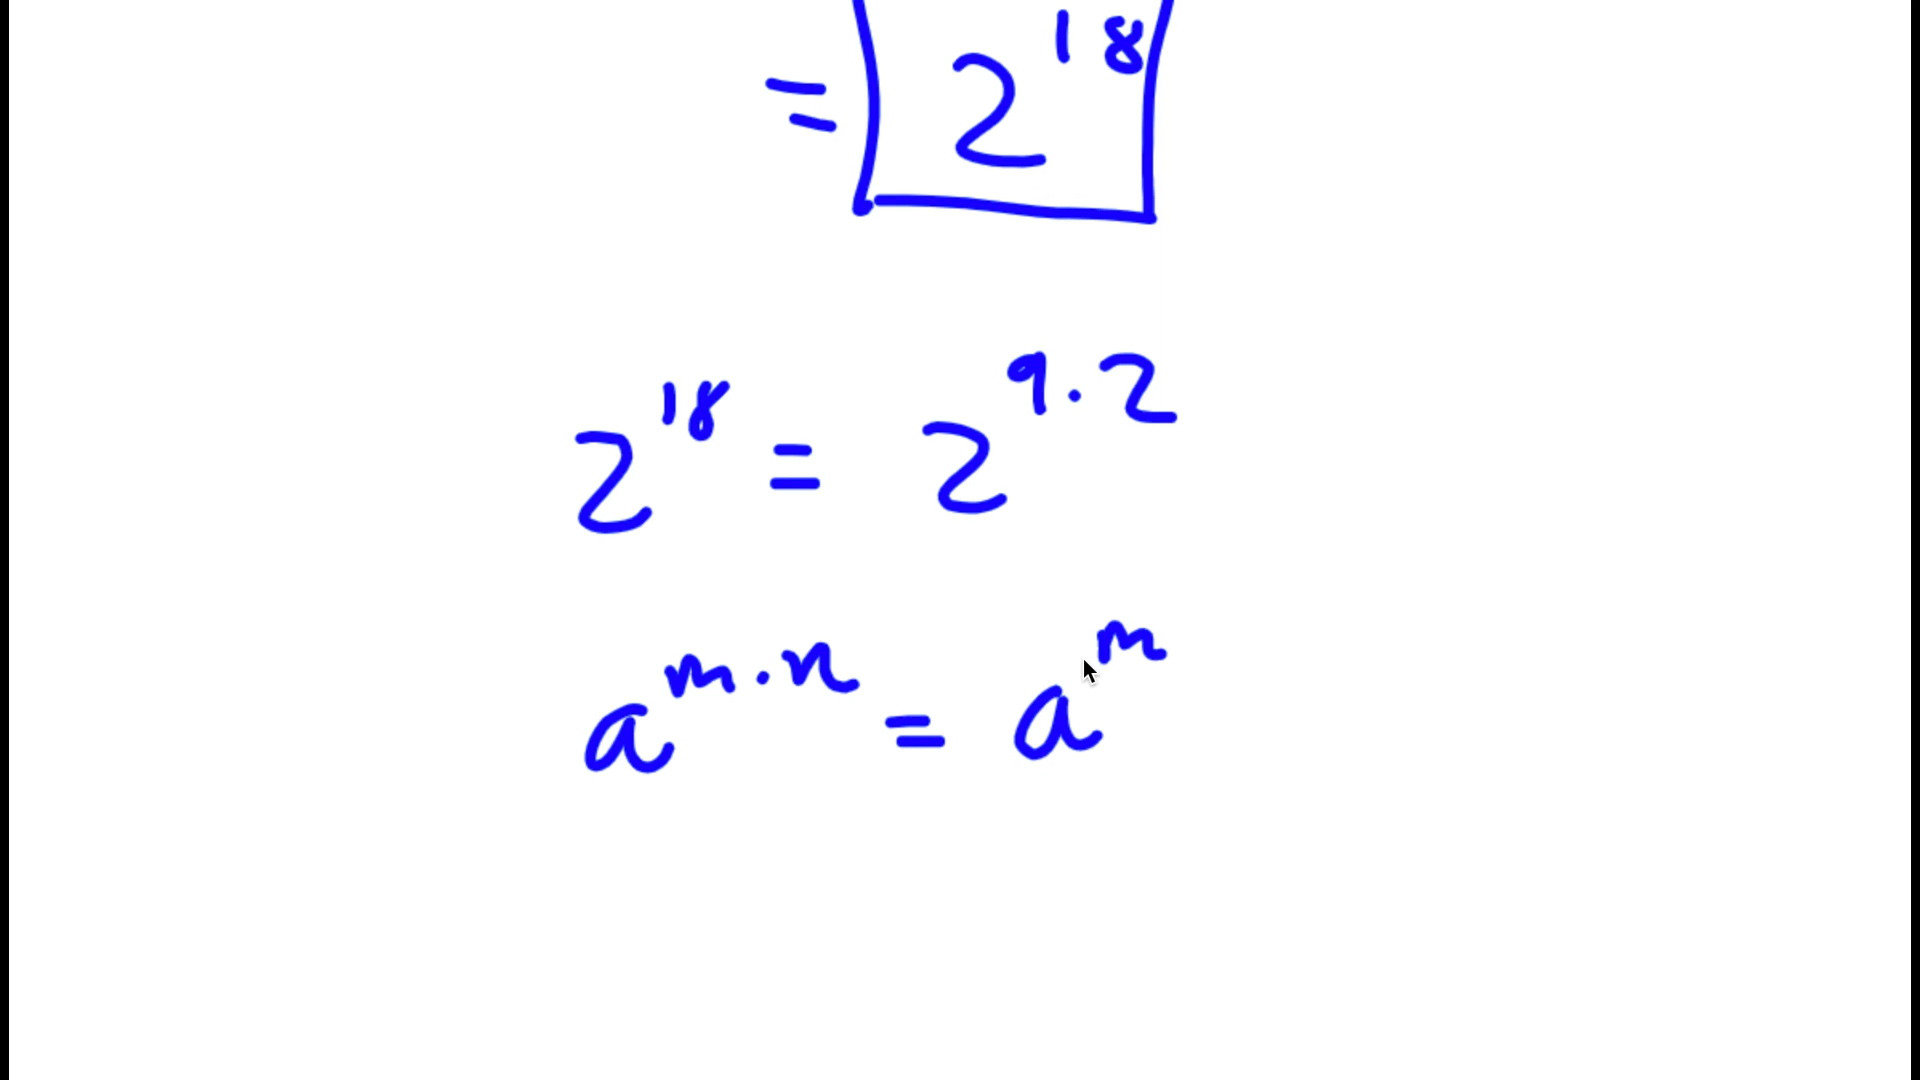 = 2^18
2^18 = 2^9·2
a^m·n = a^m